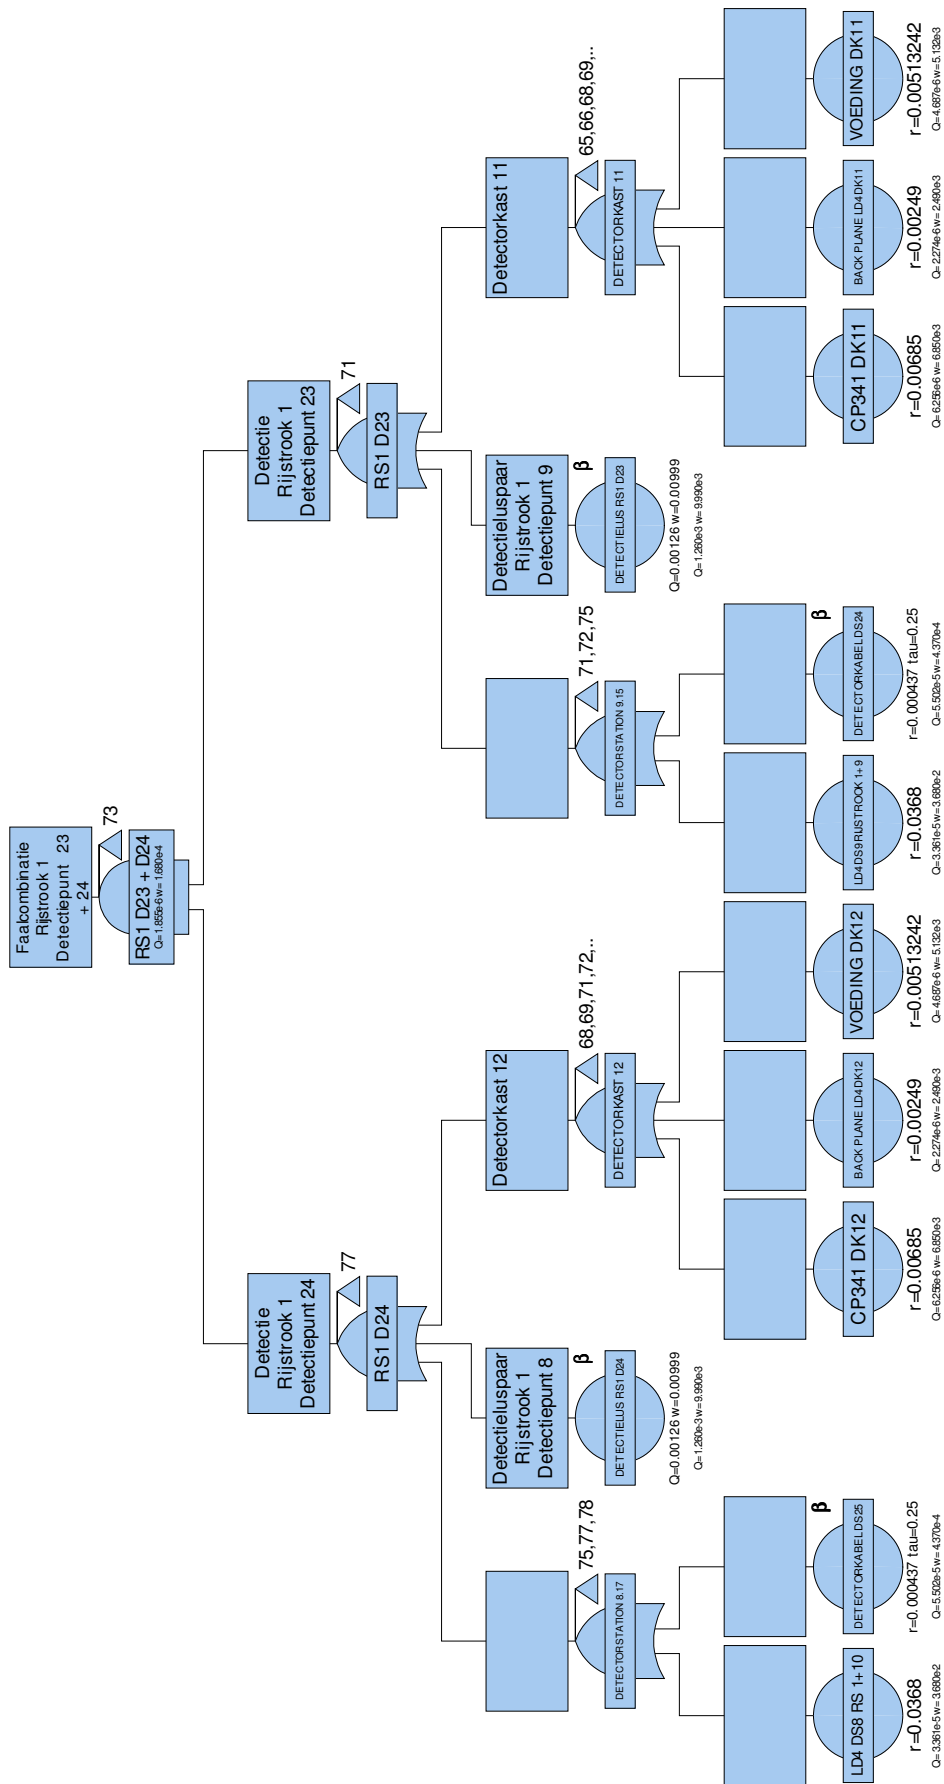 Faalcombinatie
Rijstrook 1
Detectiepunt 23
+ 24
73
RS1 D23 + D24
Q=1.855e-6 w=1.680e-4
Detectie
Rijstrook 1
Detectiepunt 24
77
RS1 D24
Detectie
Rijstrook 1
Detectiepunt 23
71
RS1 D23
75,77,78
DETECTORSTATION 8.17
Detectieluspaar
Rijstrook 1
Detectiepunt 8
β
DETECTIELUS RS1 D24
Q=0.00126 w=0.00999
Q=1.260e-3 w=9.990e-3
Detectorkast 12
68,69,71,72,..
DETECTORKAST 12
71,72,75
DETECTORSTATION 9.15
Detectieluspaar
Rijstrook 1
Detectiepunt 9
β
DETECTIELUS RS1 D23
Q=0.00126 w=0.00999
Q=1.260e-3 w=9.990e-3
Detectorkast 11
65,66,68,69,..
DETECTORKAST 11
LD4 DS8 RS 1+10
r=0.0368
Q=3.361e-5 w=3.680e-2
β
DETECTORKABEL DS25
r=0.000437 tau=0.25
Q=5.502e-5 w=4.370e-4
CP341 DK12
r=0.00685
Q=6.256e-6 w=6.850e-3
BACK PLANE LD4 DK12
r=0.00249
Q=2.274e-6 w=2.490e-3
VOEDING DK12
r=0.00513242
Q=4.687e-6 w=5.132e-3
LD4 DS9 RIJSTROOK 1+9
r=0.0368
Q=3.361e-5 w=3.680e-2
β
DETECTORKABEL DS24
r=0.000437 tau=0.25
Q=5.502e-5 w=4.370e-4
CP341 DK11
r=0.00685
Q=6.256e-6 w=6.850e-3
BACK PLANE LD4 DK11
r=0.00249
Q=2.274e-6 w=2.490e-3
VOEDING DK11
r=0.00513242
Q=4.687e-6 w=5.132e-3